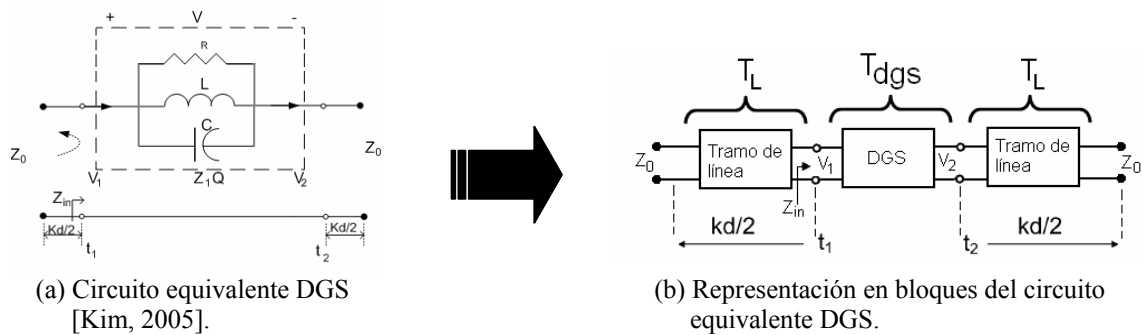 + V -
R
L
C
Z0 Z0
V1 Z1Q V2
Zin
Kd/2 Kd/2
t1 t2
(a) Circuito equivalente DGS
[Kim, 2005].
TL Tdgs TL
Z0 Tramo de línea V1 DGS V2 Tramo de línea Z0
Zin
kd/2 t1 t2 kd/2
(b) Representación en bloques del circuito
equivalente DGS.